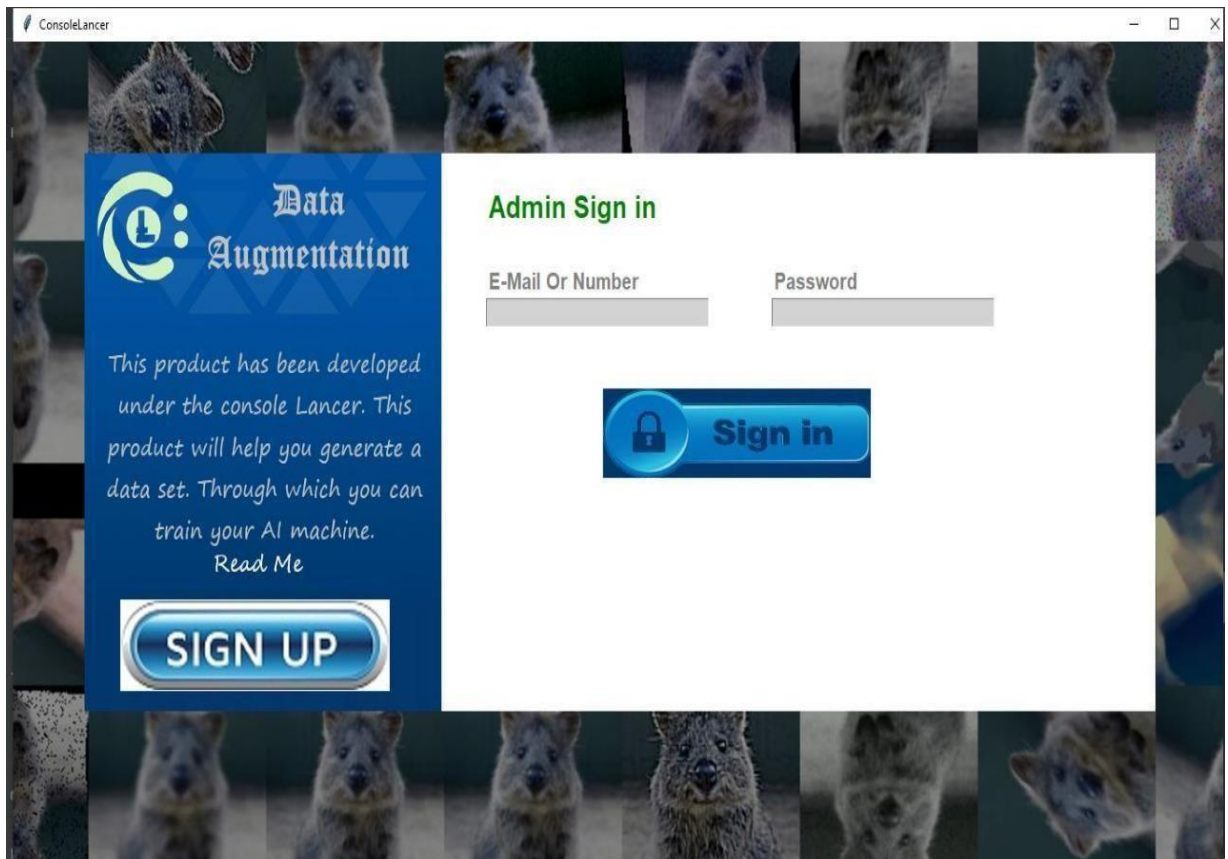 ConsoleLancer
Data
Augmentation
This product has been developed
under the console Lancer. This
product will help you generate a
data set. Through which you can
train your AI machine.
Read Me
SIGN UP
Admin Sign in
E-Mail Or Number
Password
Sign in